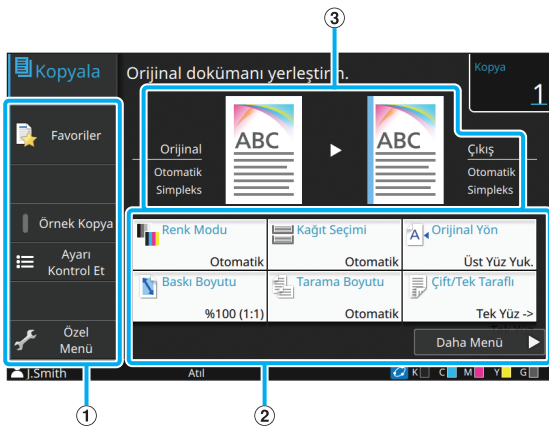 3
Kopyala
Orijinal dokümanı yerleştirin.
Kopya
1
Favoriler
Örnek Kopya
Ayarı
Kontrol Et
Özel
Menü
Orijinal
Otomatik
Simpleks
ABC
ABC
Çıkış
Otomatik
Simpleks
Renk Modu
Otomatik
Kağıt Seçimi
Otomatik
A
Orijinal Yön
Üst Yüz Yuk.
Baskı Boyutu
%100 (1:1)
Tarama Boyutu
Otomatik
Çift/Tek Taraflı
Tek Yüz ->
Daha Menü
J.Smith
Atıl
K C M Y G
1
2